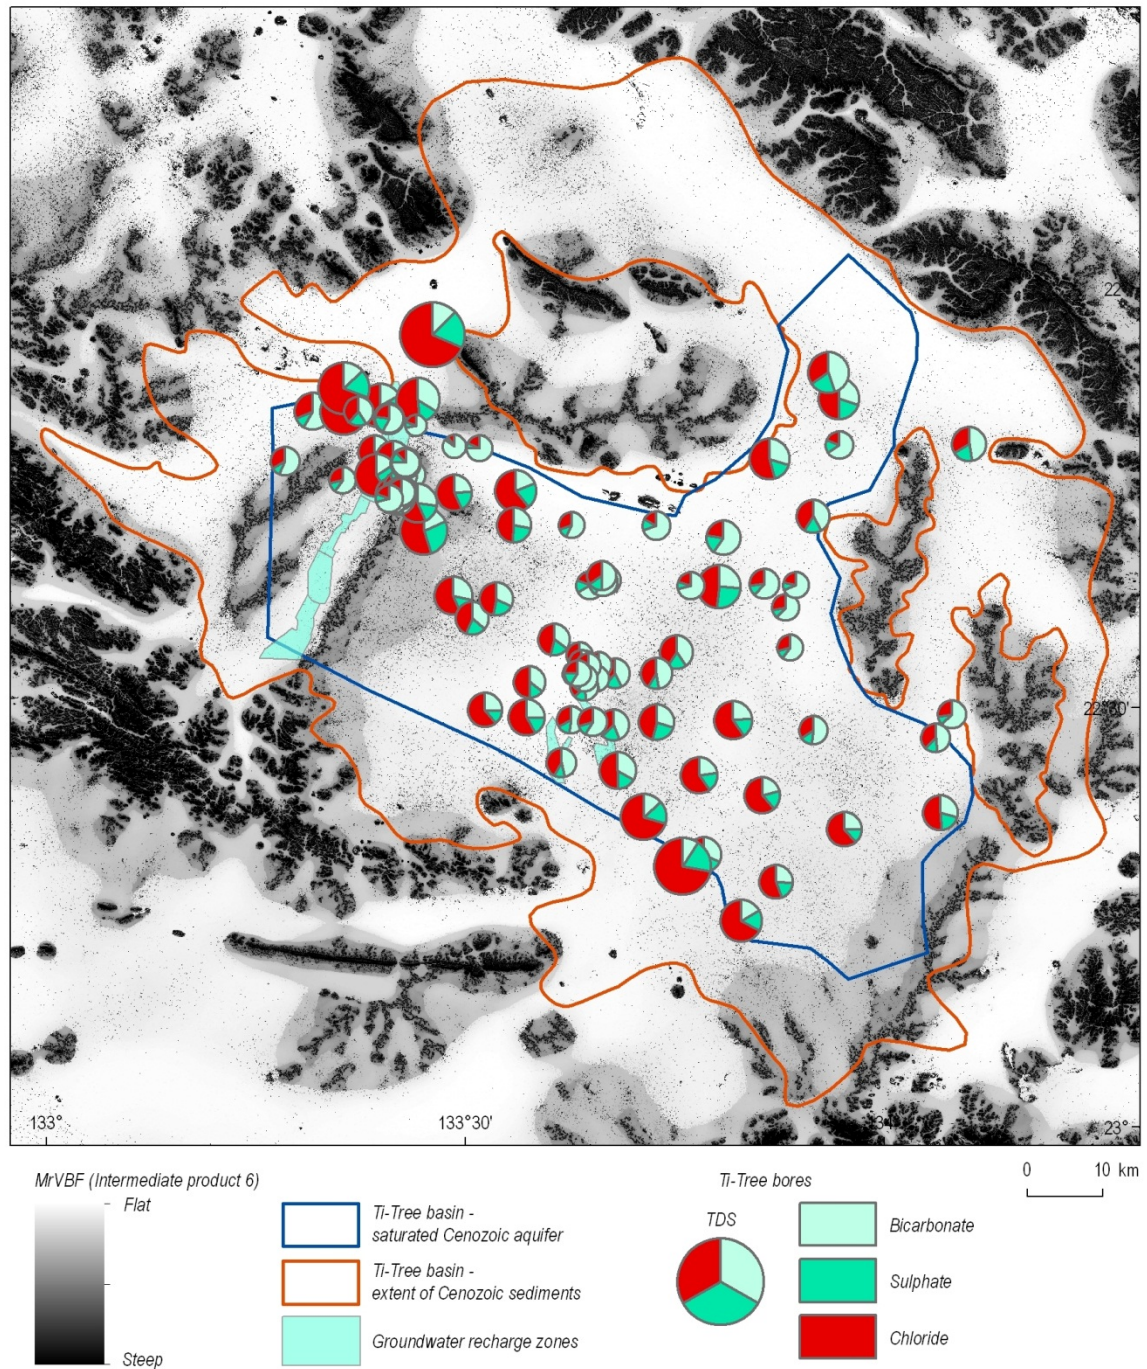 22°
22°30'
133°
133°30'
23°
MrVBF (Intermediate product 6)
Flat
Steep
Ti-Tree basin -
saturated Cenozoic aquifer
Ti-Tree basin -
extent of Cenozoic sediments
Groundwater recharge zones
Ti-Tree bores
TDS
Bicarbonate
Sulphate
Chloride
0 10 km